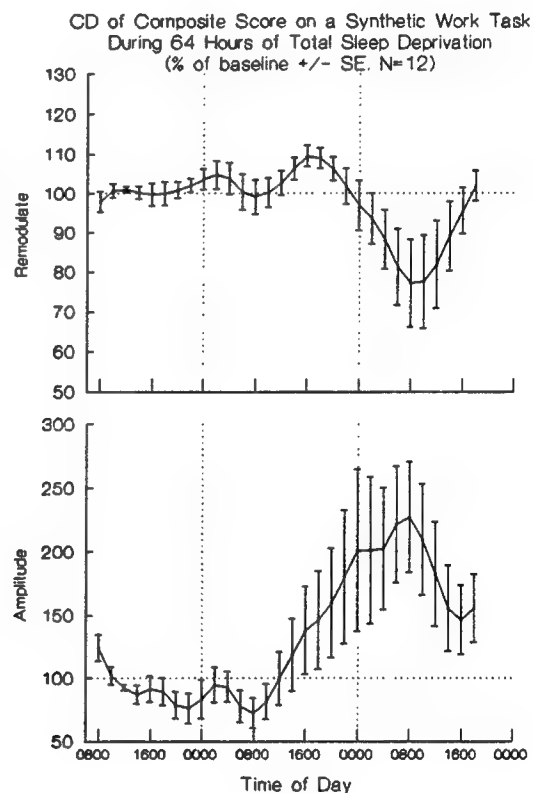 CD of Composite Score on a Synthetic Work Task
During 64 Hours of Total Sleep Deprivation
(% of baseline +/- SE, N=12)
130
120
110
100
90
80
70
60
50
Remodulate
300
250
200
150
100
50
Amplitude
0800 1600 0000 0800 1600 0000 0800 1600 0000
Time of Day